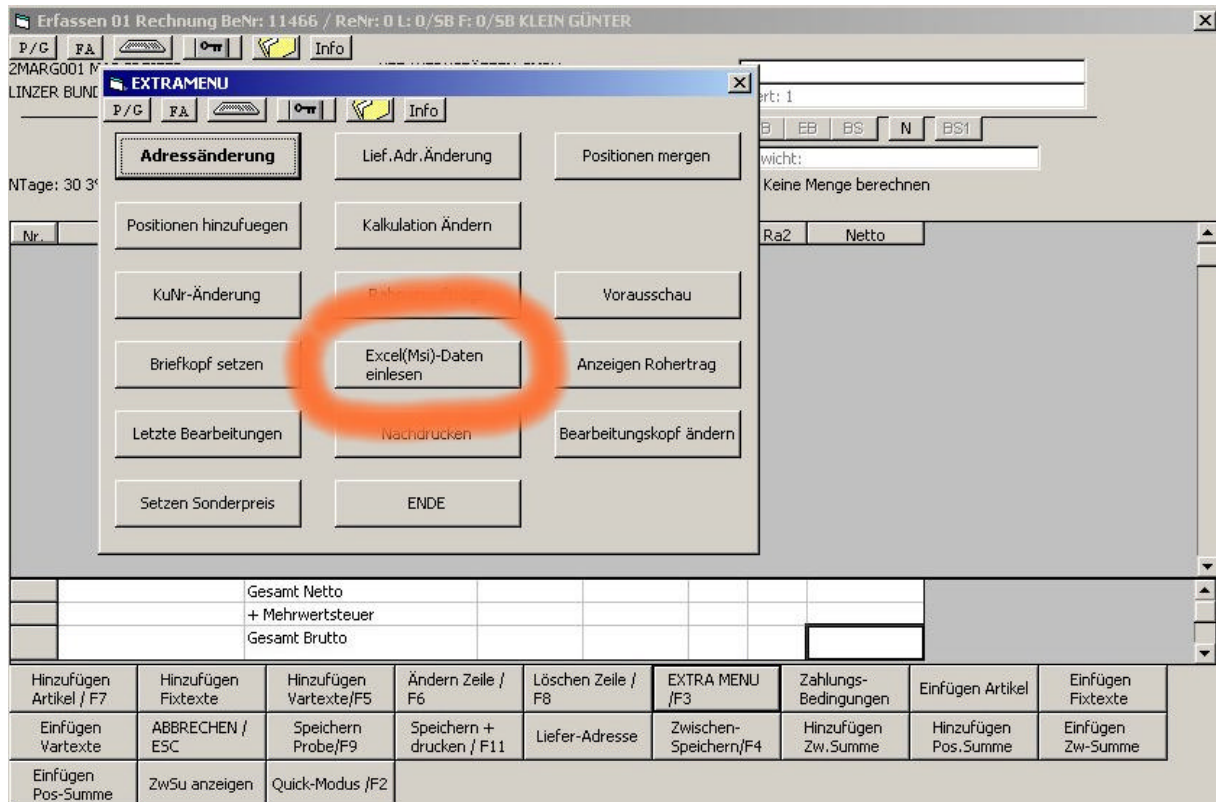 Erfassen 01 Rechnung BeNr: 11466 / ReNr: 0 L: 0/SB F: 0/SB KLEIN GÜNTER
P/G FA Info
2MARG001
LINZER
EXTRAMENU
P/G FA Info
ert: 1
EB BS N BS1
wicht:
NTage: 30
Keine Menge berechnen
Adressänderung
Lief.Adr.Änderung
Positionen mergen
Positionen hinzufuegen
Kalkulation Ändern
Nr. Ra2 Netto
KuNr-Änderung
Vorausschau
Briefkopf setzen
Excel(Msi)-Daten
einlesen
Anzeigen Rohertrag
Letzte Bearbeitungen
Nachdrucken
Bearbeitungskopf ändern
Setzen Sonderpreis
ENDE
Gesamt Netto
+ Mehrwertsteuer
Gesamt Brutto
Hinzufügen
Artikel / F7
Hinzufügen
Fixtexte
Hinzufügen
Vartexte/F5
Ändern Zeile /
F6
Löschen Zeile /
F8
EXTRA MENU
/F3
Zahlungs-
Bedingungen
Einfügen Artikel
Einfügen
Fixtexte
Einfügen
Vartexte
ABBRECHEN /
ESC
Speichern
Probe/F9
Speichern +
drucken / F11
Liefer-Adresse
Zwischen-
Speichern/F4
Hinzufügen
Zw.Summe
Hinzufügen
Pos.Summe
Einfügen
Zw-Summe
Einfügen
Pos-Summe
ZwSu anzeigen
Quick-Modus /F2